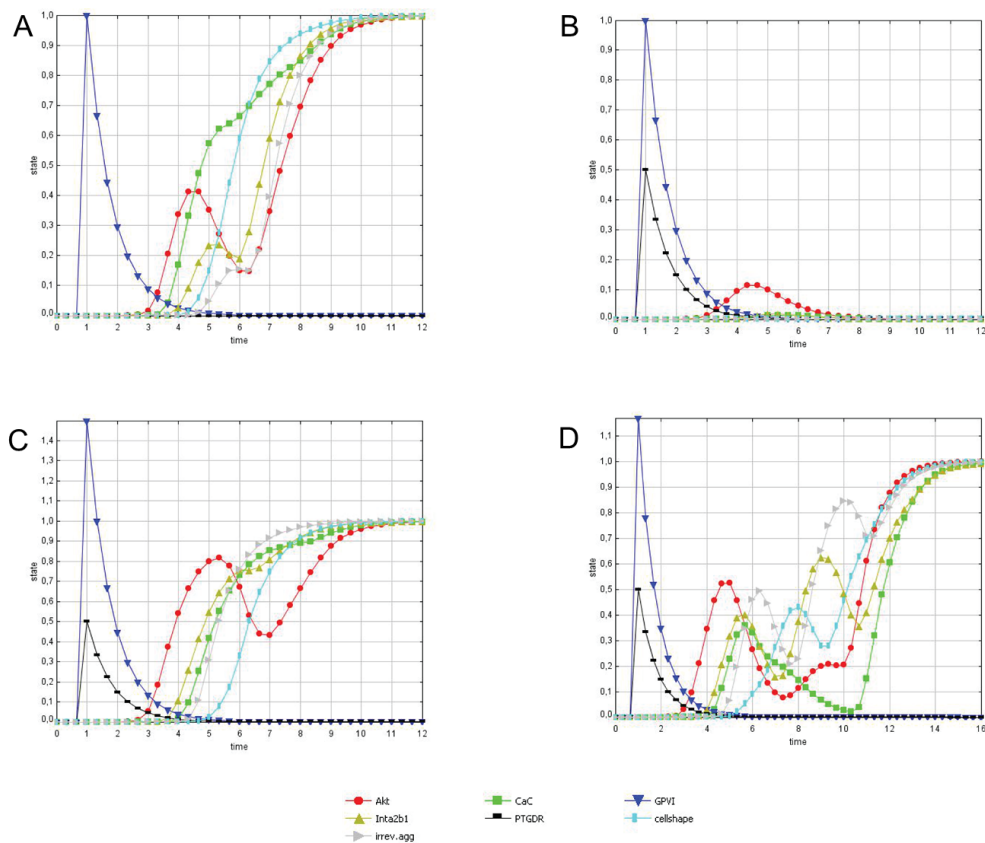 A
1,0
0,9
0,8
0,7
0,6
0,5
state
0,4
0,3
0,2
0,1
0,0
0 1 2 3 4 5 6 7 8 9 10 11 12
time
B
1,0
0,9
0,8
0,7
0,6
0,5
state
0,4
0,3
0,2
0,1
0,0
0 1 2 3 4 5 6 7 8 9 10 11 12
time
C
1,4
1,3
1,2
1,1
1,0
0,9
0,8
state
0,7
0,6
0,5
0,4
0,3
0,2
0,1
0,0
0 1 2 3 4 5 6 7 8 9 10 11 12
time
D
1,1
1,0
0,9
0,8
0,7
0,6
state
0,5
0,4
0,3
0,2
0,1
0,0
0 2 4 6 8 10 12 14 16
time
Akt CaC GPVI
Inta2b1 PTGDR cellshape
irrev.agg